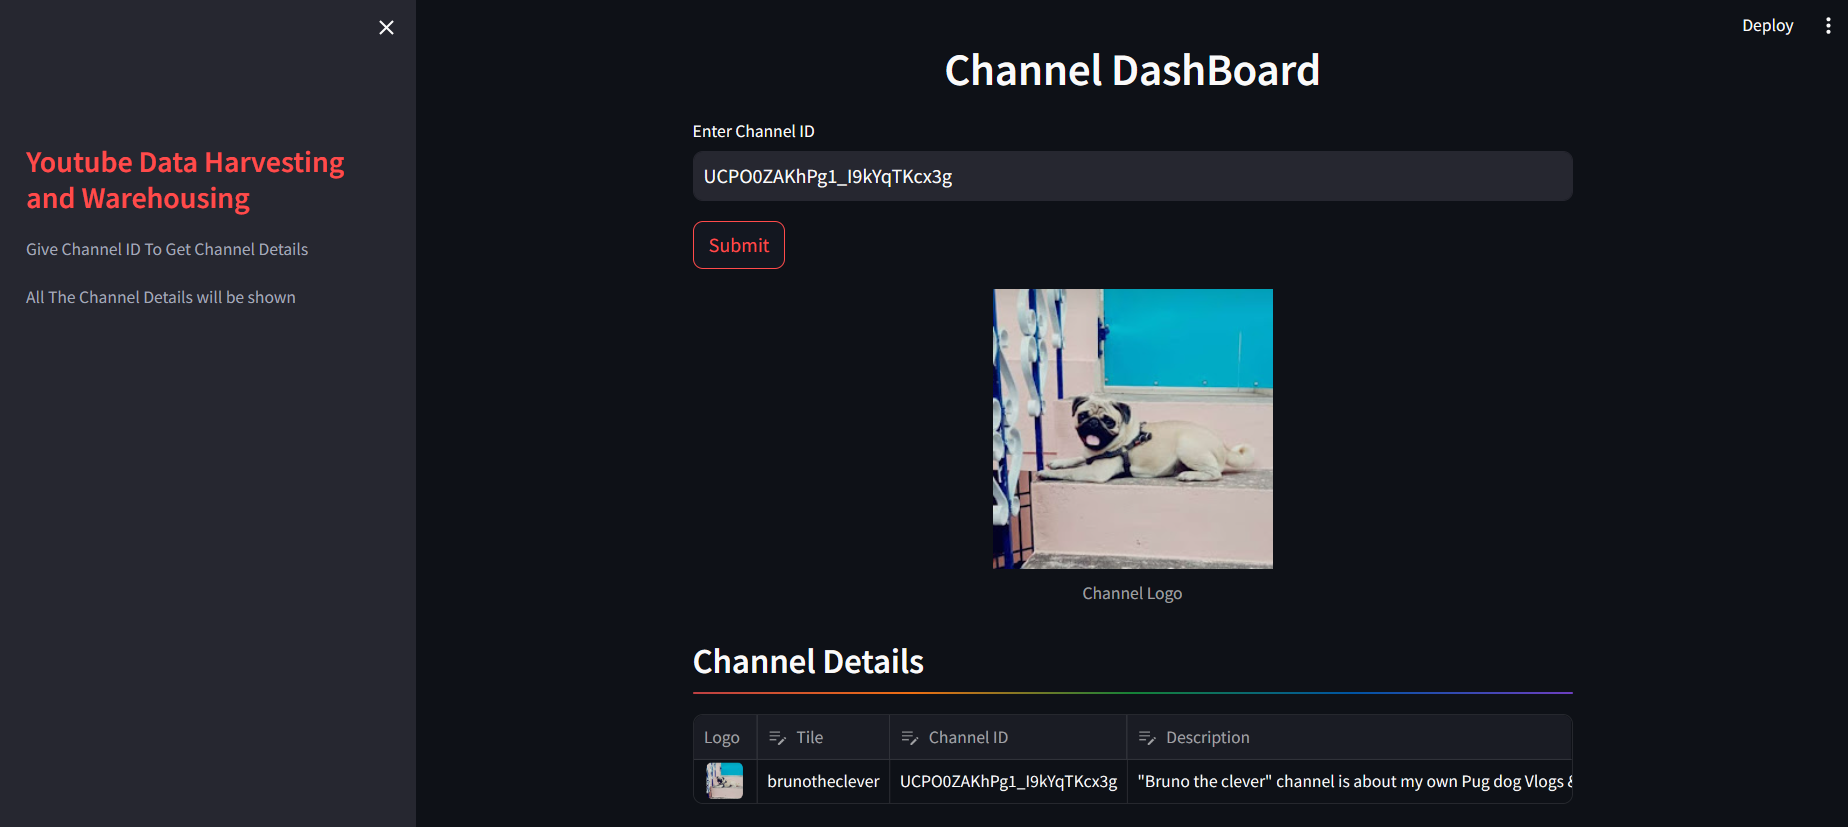 Deploy
Youtube Data Harvesting
and Warehousing
Give Channel ID To Get Channel Details
All The Channel Details will be shown
Channel DashBoard
Enter Channel ID
UCPO0ZAKhPg1_I9kYqTKcx3g
Submit
Channel Logo
Channel Details
Logo Tile Channel ID Description
brunotheclever UCPO0ZAKhPg1_I9kYqTKcx3g "Bruno the clever" channel is about my own Pug dog Vlogs &